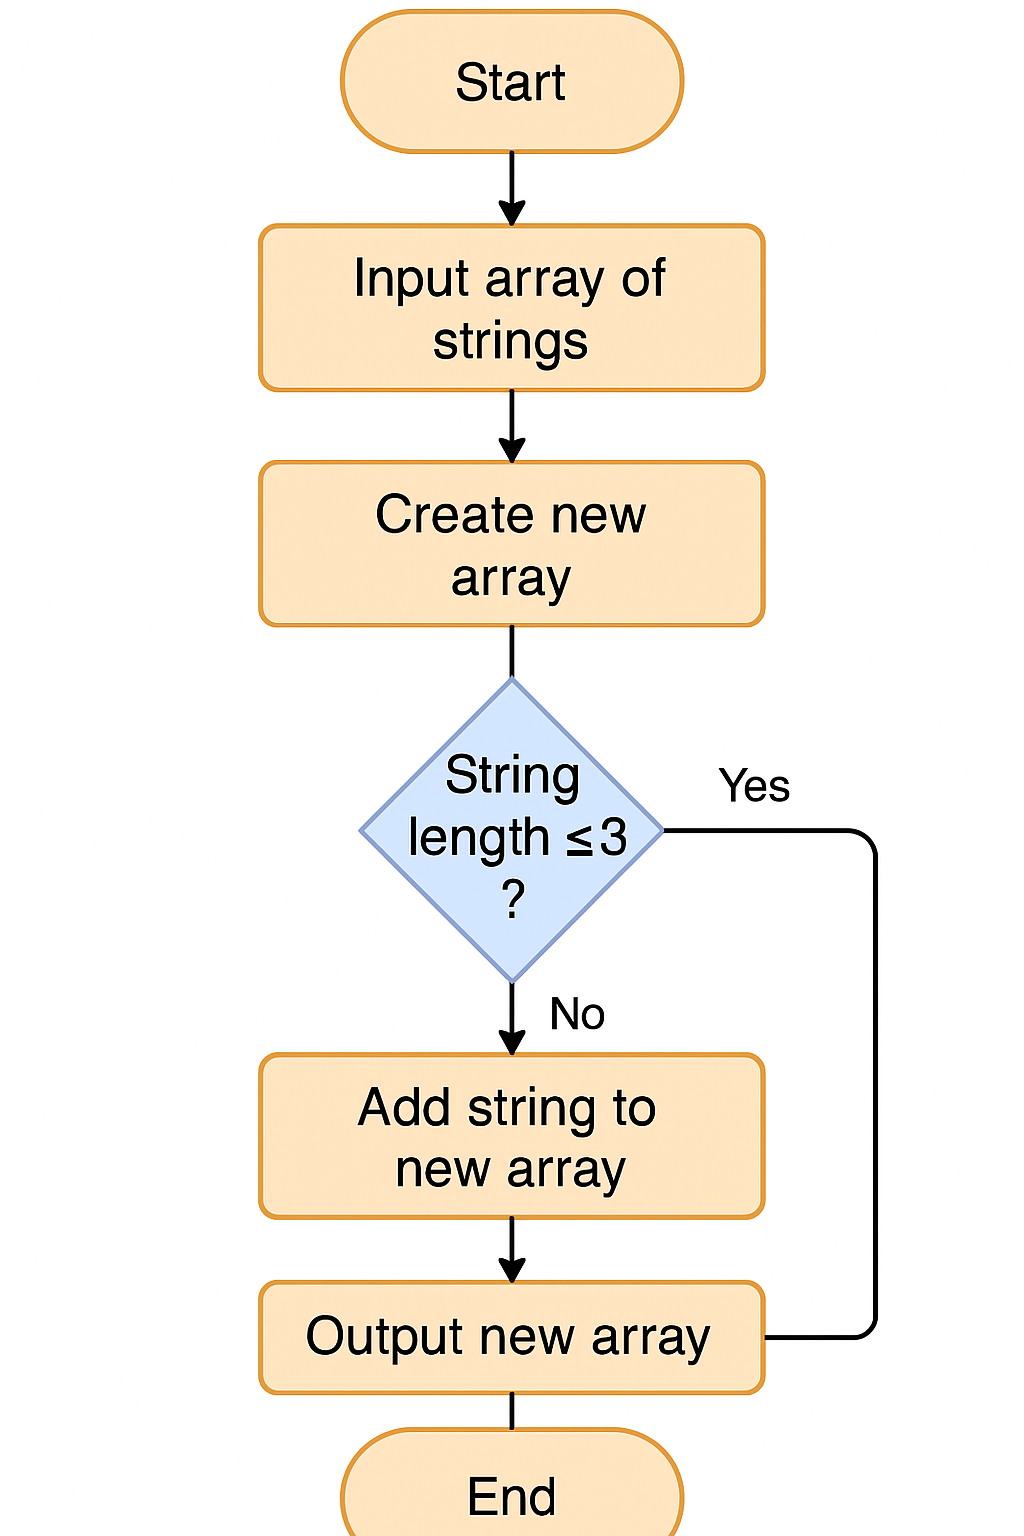 Start
Input array of
strings
Create new
array
String
length ≤3
?
Yes
No
Add string to
new array
Output new array
End